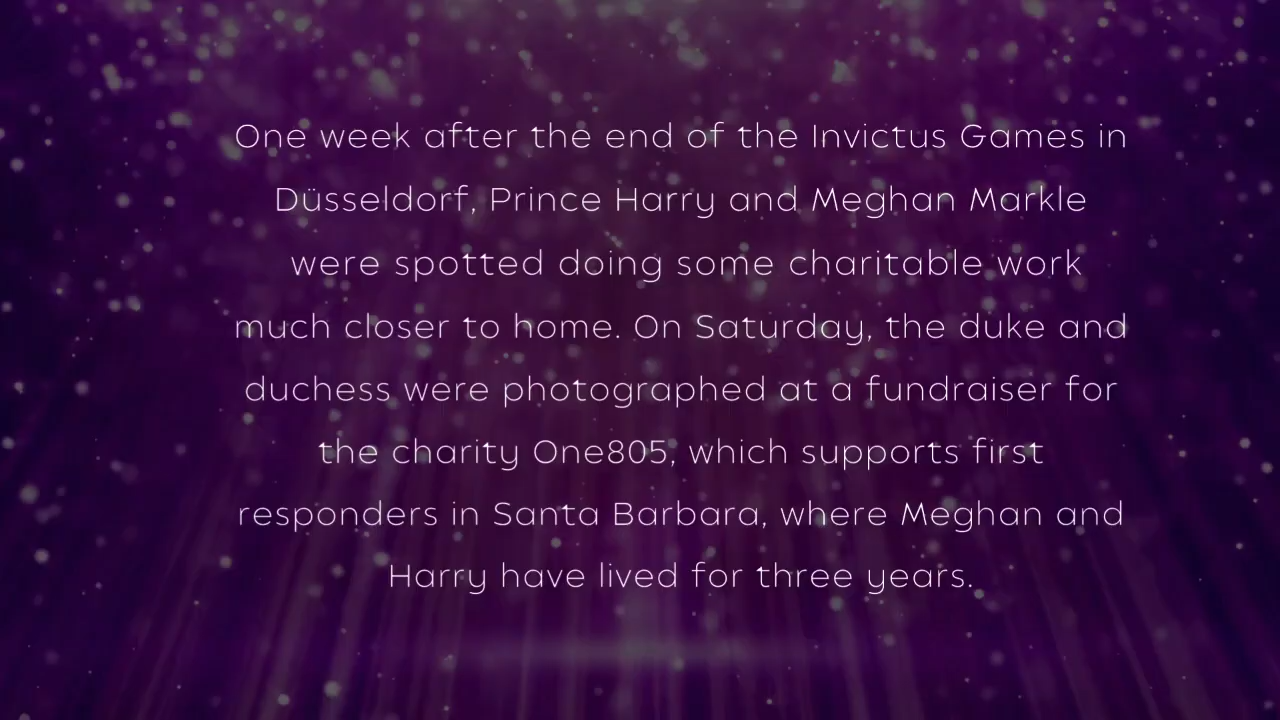 One week after the end of the Invictus Games in
Düsseldorf, Prince Harry and Meghan Markle
were spotted doing some charitable work
much closer to home. On Saturday, the duke and
duchess were photographed at a fundraiser for
the charity One805, which supports first
responders in Santa Barbara, where Meghan and
Harry have lived for three years.